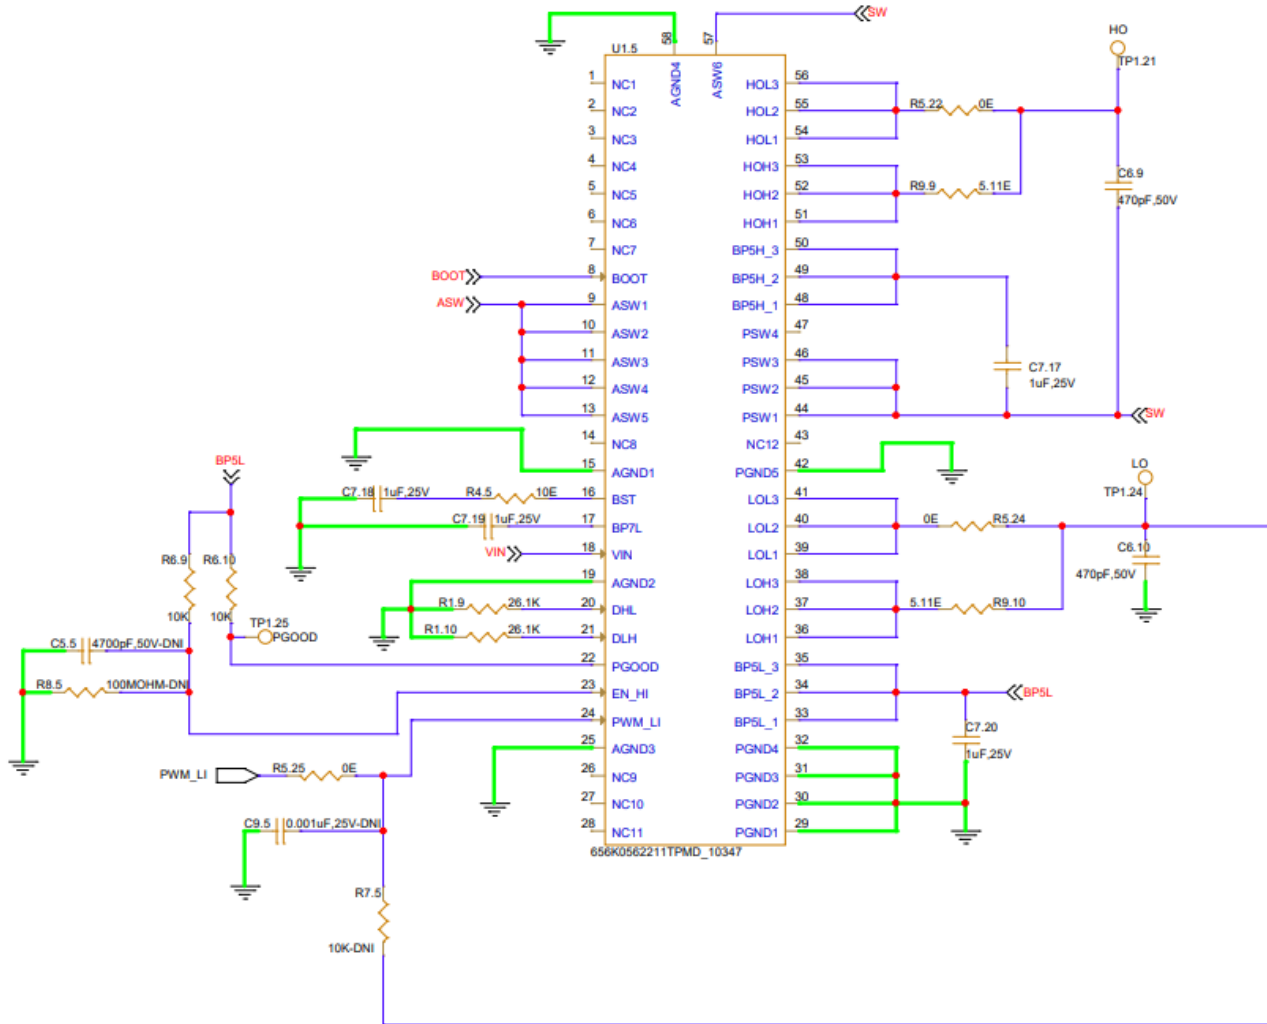 SW
HO
TP1.21
U1.5
58
57
AGND4
ASW6
1 NC1
2 NC2
3 NC3
4 NC4
5 NC5
6 NC6
7 NC7
BOOT 8 BOOT
ASW 9 ASW1
10 ASW2
11 ASW3
12 ASW4
13 ASW5
14 NC8
15 AGND1
C7.18 1uF,25V R4.5 10E 16 BST
C7.19 1uF,25V 17 BP7L
VIN 18 VIN
19 AGND2
R1.9 26.1K 20 DHL
R1.10 26.1K 21 DLH
22 PGOOD
23 EN_HI
24 PWM_LI
25 AGND3
26 NC9
27 NC10
28 NC11
HOL3 56
HOL2 55 R5.22 0E
HOL1 54
HOH3 53
HOH2 52 R9.9 5.11E
HOH1 51
BP5H_3 50
BP5H_2 49
BP5H_1 48
PSW4 47
PSW3 46
PSW2 45
PSW1 44 SW
NC12 43
PGND5 42
LOL3 41
LOL2 40 0E R5.24
LOL1 39
LOH3 38
LOH2 37 5.11E R9.10
LOH1 36
BP5L_3 35
BP5L_2 34 BP5L
BP5L_1 33
PGND4 32
PGND3 31
PGND2 30
PGND1 29
C6.9
470pF,50V
C7.17
1uF,25V
LO
TP1.24
C6.10
470pF,50V
C7.20
1uF,25V
BP5L
R6.9 R6.10
10K 10K
TP1.25
PGOOD
C5.5 4700pF,50V-DNI
R8.5 100MOHM-DNI
PWM_LI R5.25 0E
C9.5 0.001uF,25V-DNI
R7.5
10K-DNI
656K0562211TPMD_10347